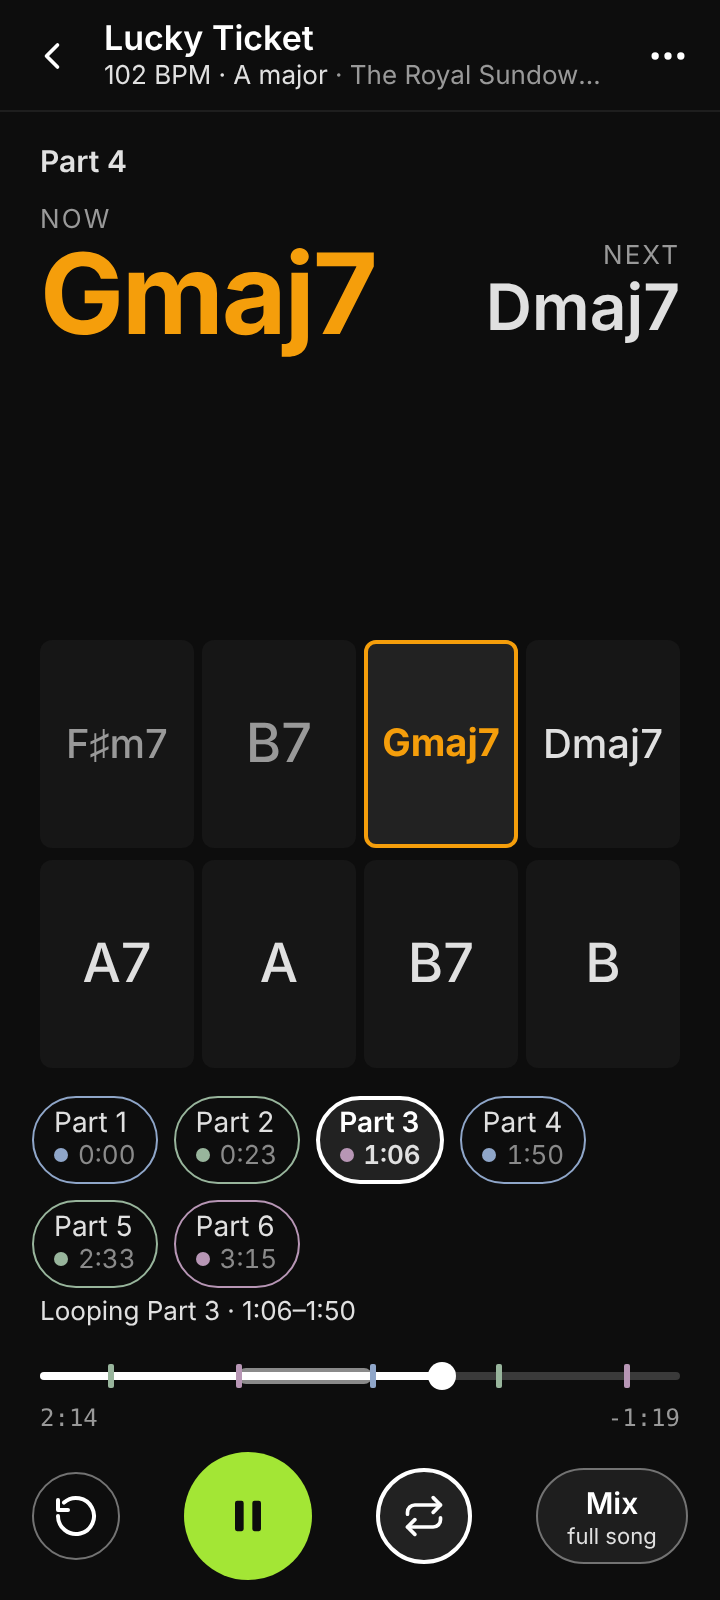 Lucky Ticket
102 BPM · A major · The Royal Sundow...
Part 4
NOW
NEXT
Gmaj7
Dmaj7
F♯m7
B7
Gmaj7
Dmaj7
A7
A
B7
B
Part 1
0:00
Part 2
0:23
Part 3
1:06
Part 4
1:50
Part 5
2:33
Part 6
3:15
Looping Part 3 · 1:06–1:50
2:14
-1:19
Mix
full song